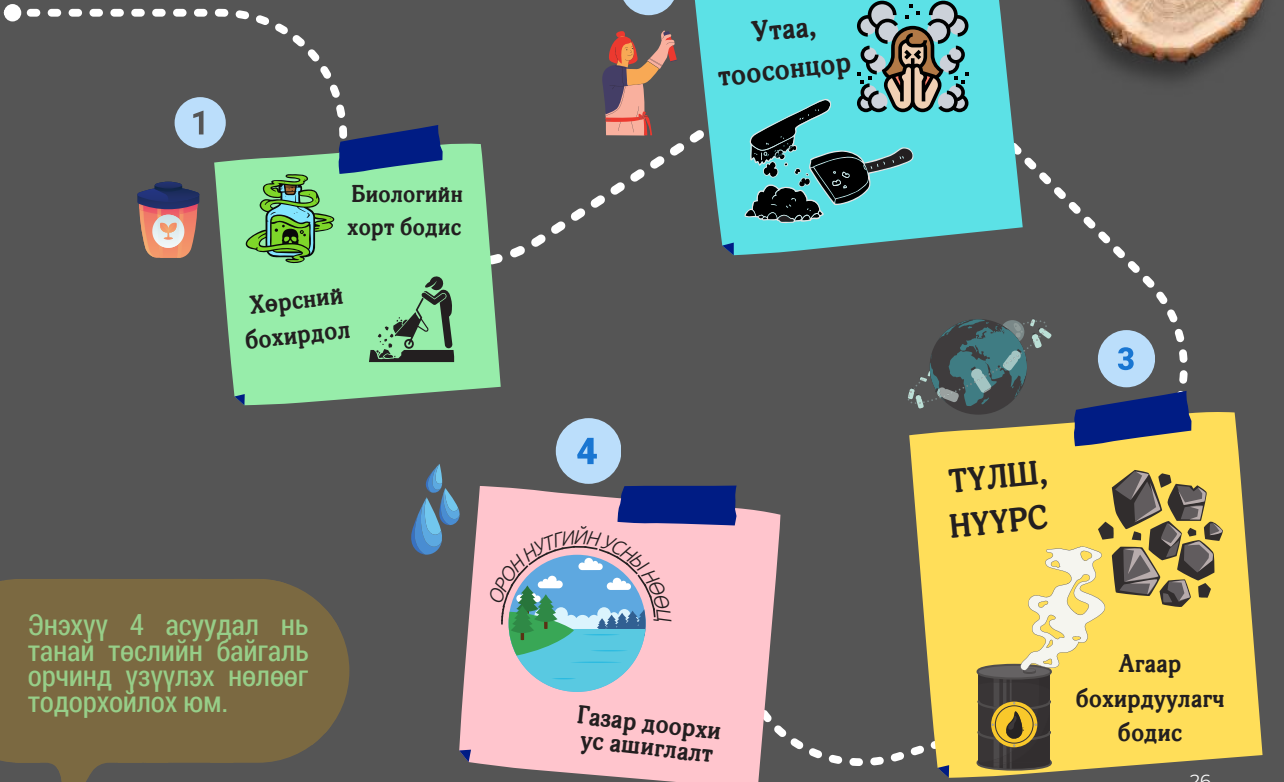 1
Биологийн
хорт бодис
Хөрсний
бохирдол
Утаа,
тоосонцор
3
ТҮЛШ,
НҮҮРС
Агаар
бохирдуулагч
бодис
4
ОРОН НУТГИЙН УСНЫ НӨӨЦ
Газар доорхи
ус ашиглалт
Энэхүү 4 асуудал нь
танай төслийн байгаль
орчинд үзүүлэх нөлөөг
тодорхойлох юм.
26